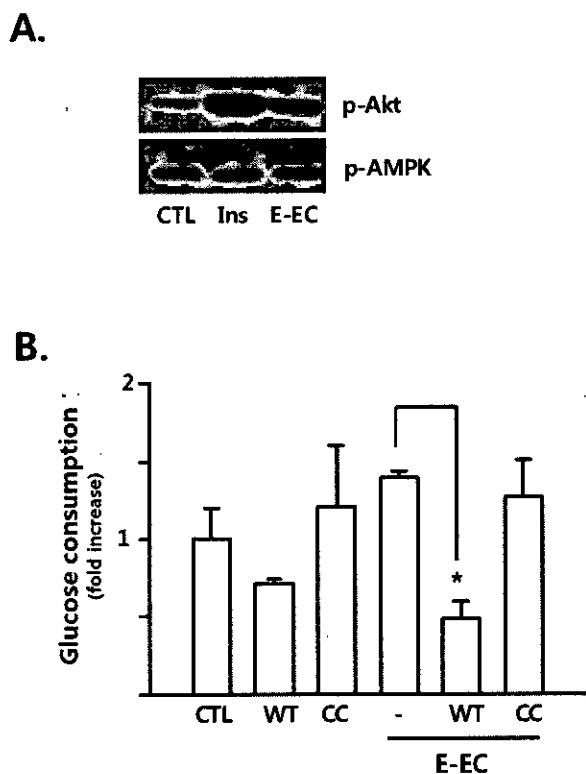 A.
p-Akt
p-AMPK
CTL Ins E-EC
B.
2
1
Glucose consumption
(fold increase)
*
CTL WT CC - WT CC
E-EC